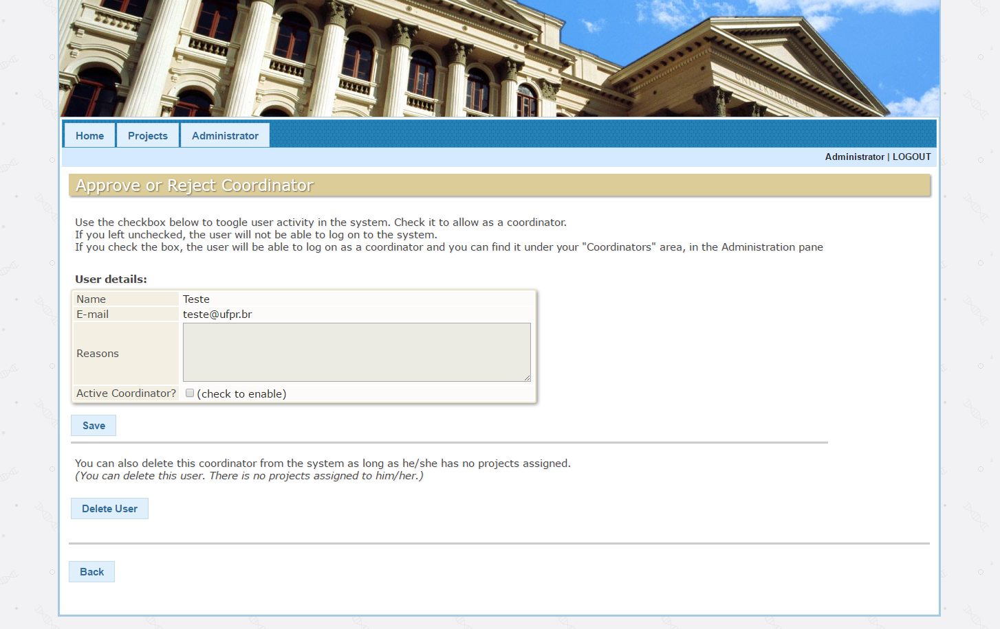 UNIVERSIDADE DO
Home
Projects
Administrator
Administrator | LOGOUT
Approve or Reject Coordinator
Use the checkbox below to toogle user activity in the system. Check it to allow as a coordinator.
If you left unchecked, the user will not be able to log on to the system.
If you check the box, the user will be able to log on as a coordinator and you can find it under your "Coordinators" area, in the Administration pane
User details:
Name Teste
E-mail teste@ufpr.br
Reasons
Active Coordinator? (check to enable)
Save
You can also delete this coordinator from the system as long as he/she has no projects assigned.
(You can delete this user. There is no projects assigned to him/her.)
Delete User
Back